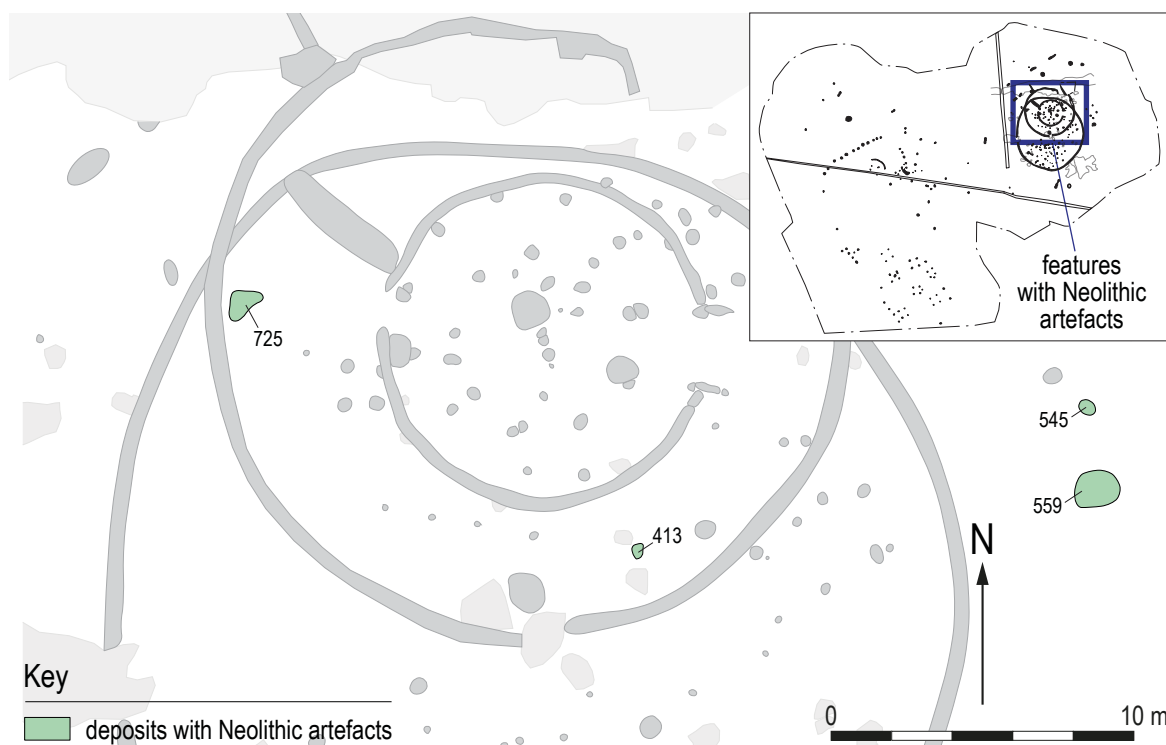 features
with Neolithic
artefacts
725
545
559
413
N
Key
deposits with Neolithic artefacts
0
10 m